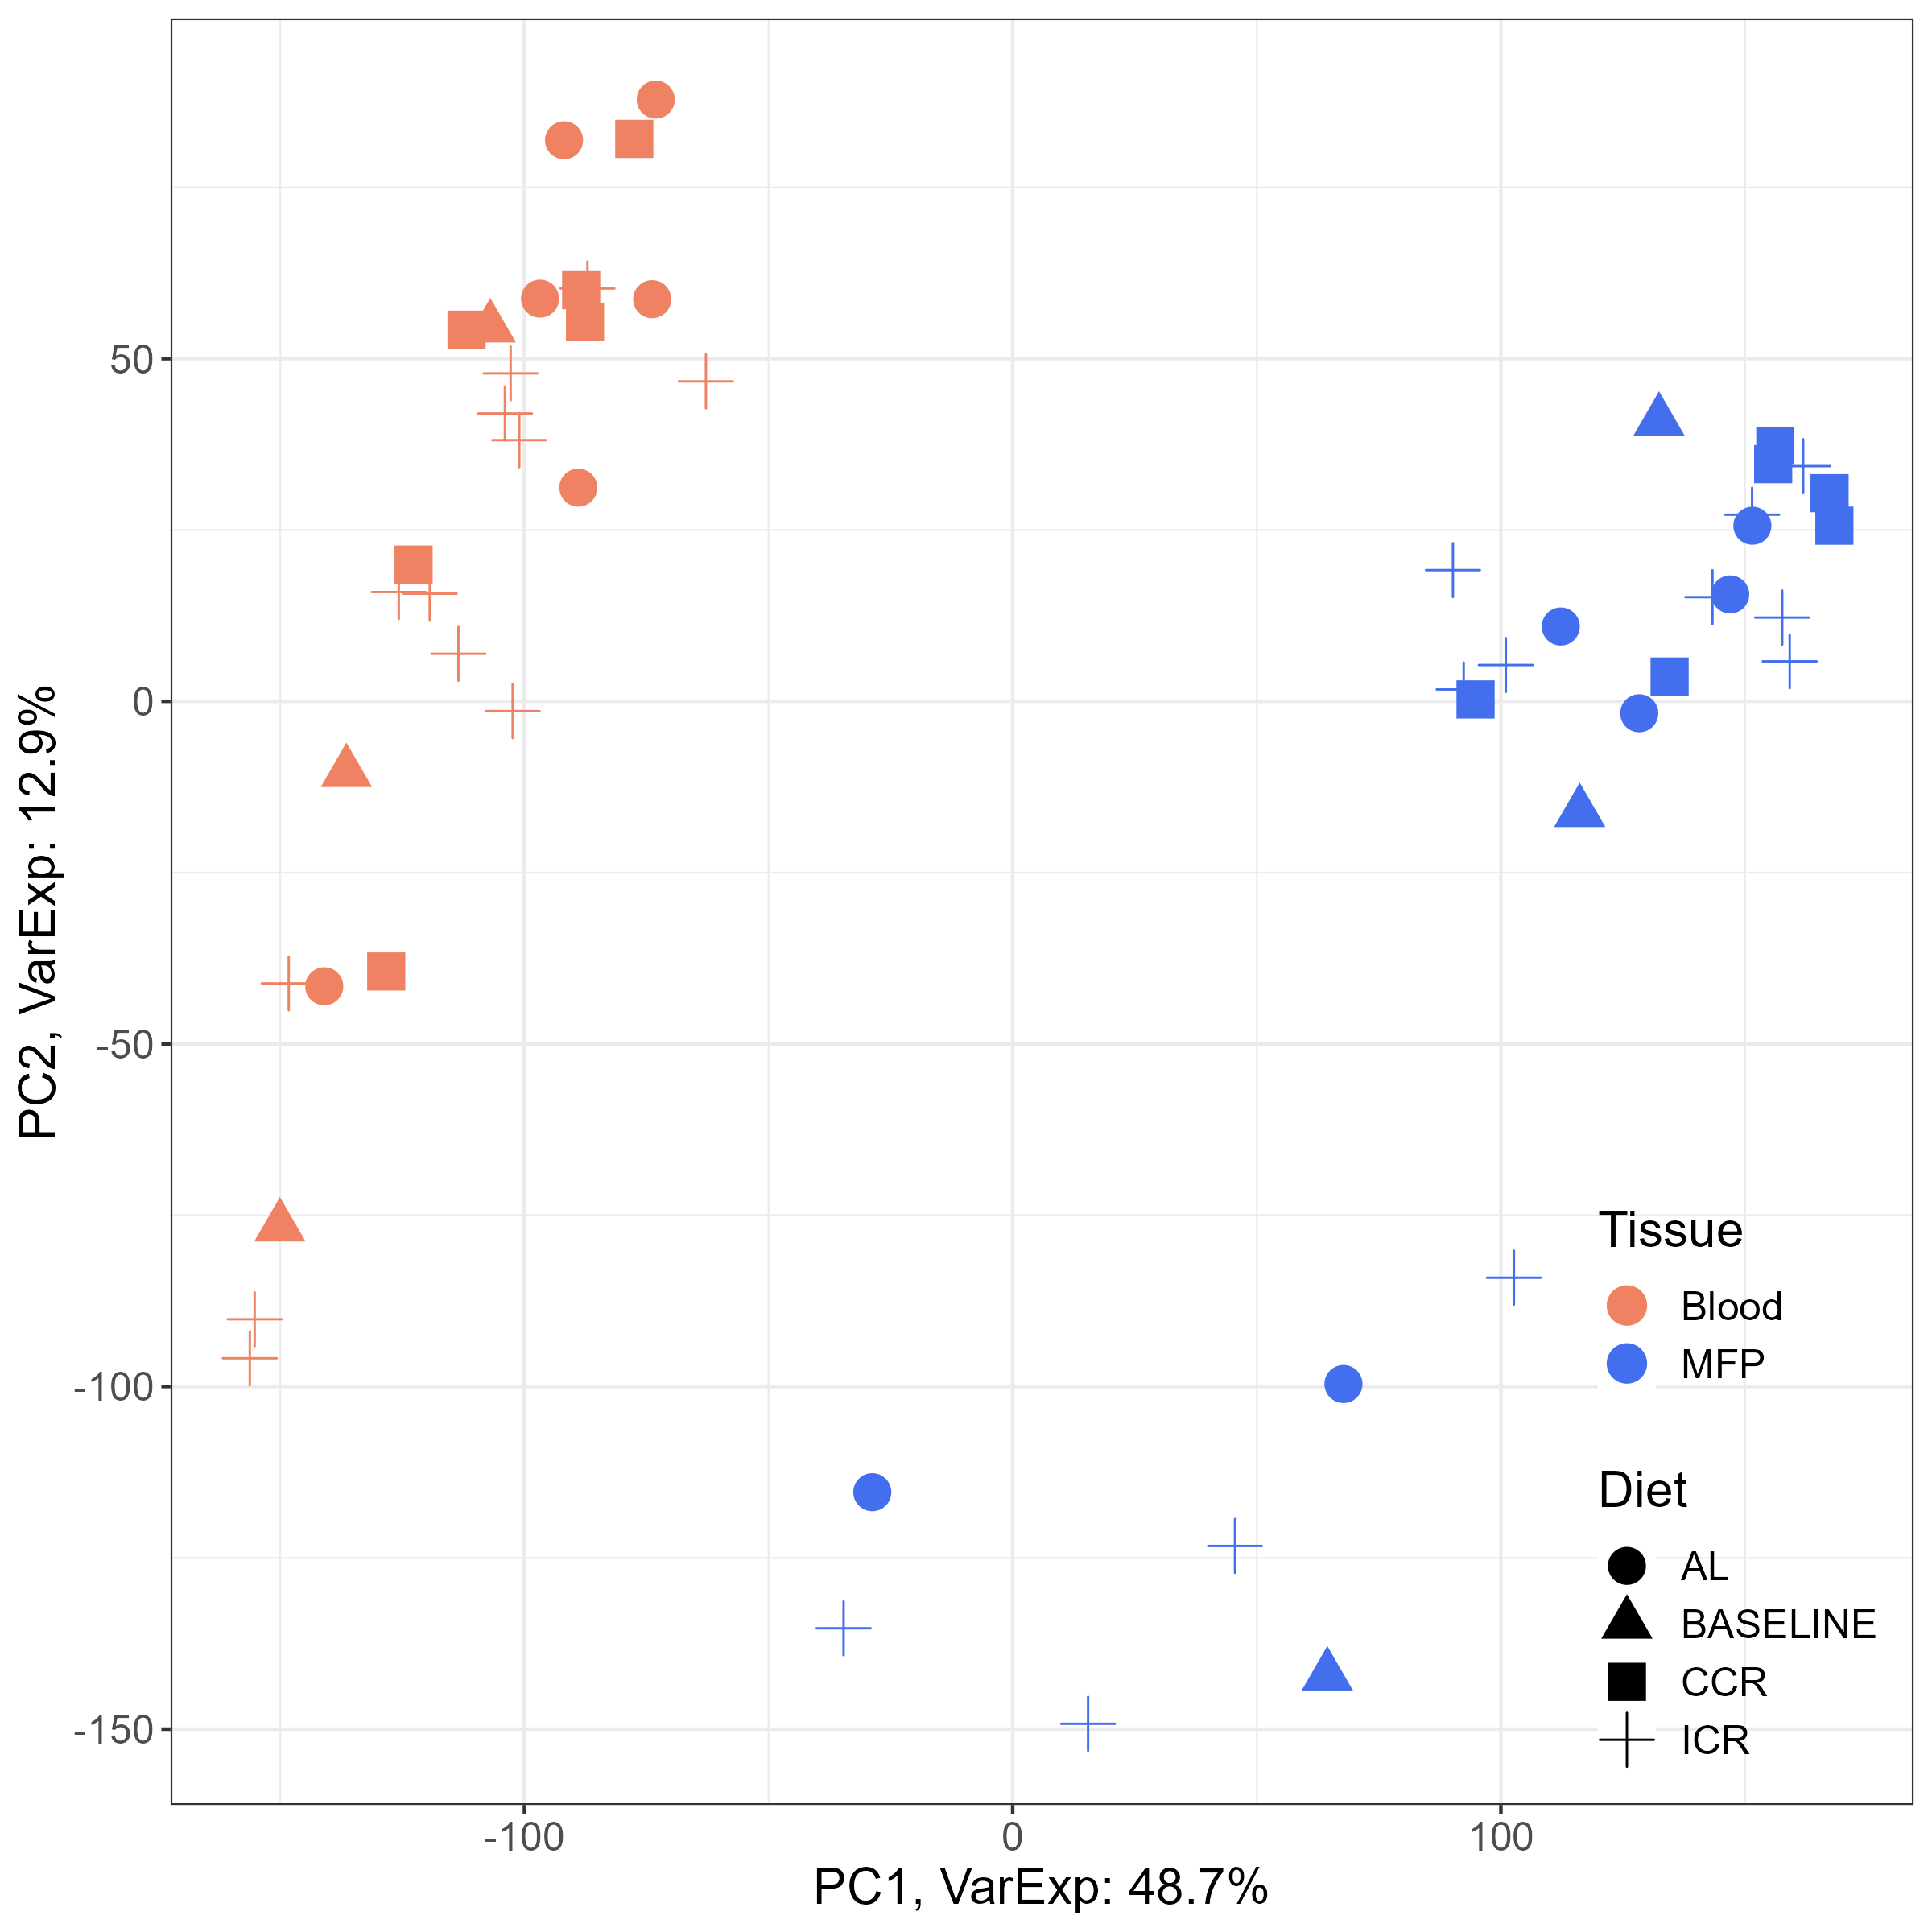 PC2, VarExp: 12.9%
50
0
-50
-100
-150
-100
0
100
PC1, VarExp: 48.7%
Tissue
Blood
MFP
Diet
AL
BASELINE
CCR
ICR